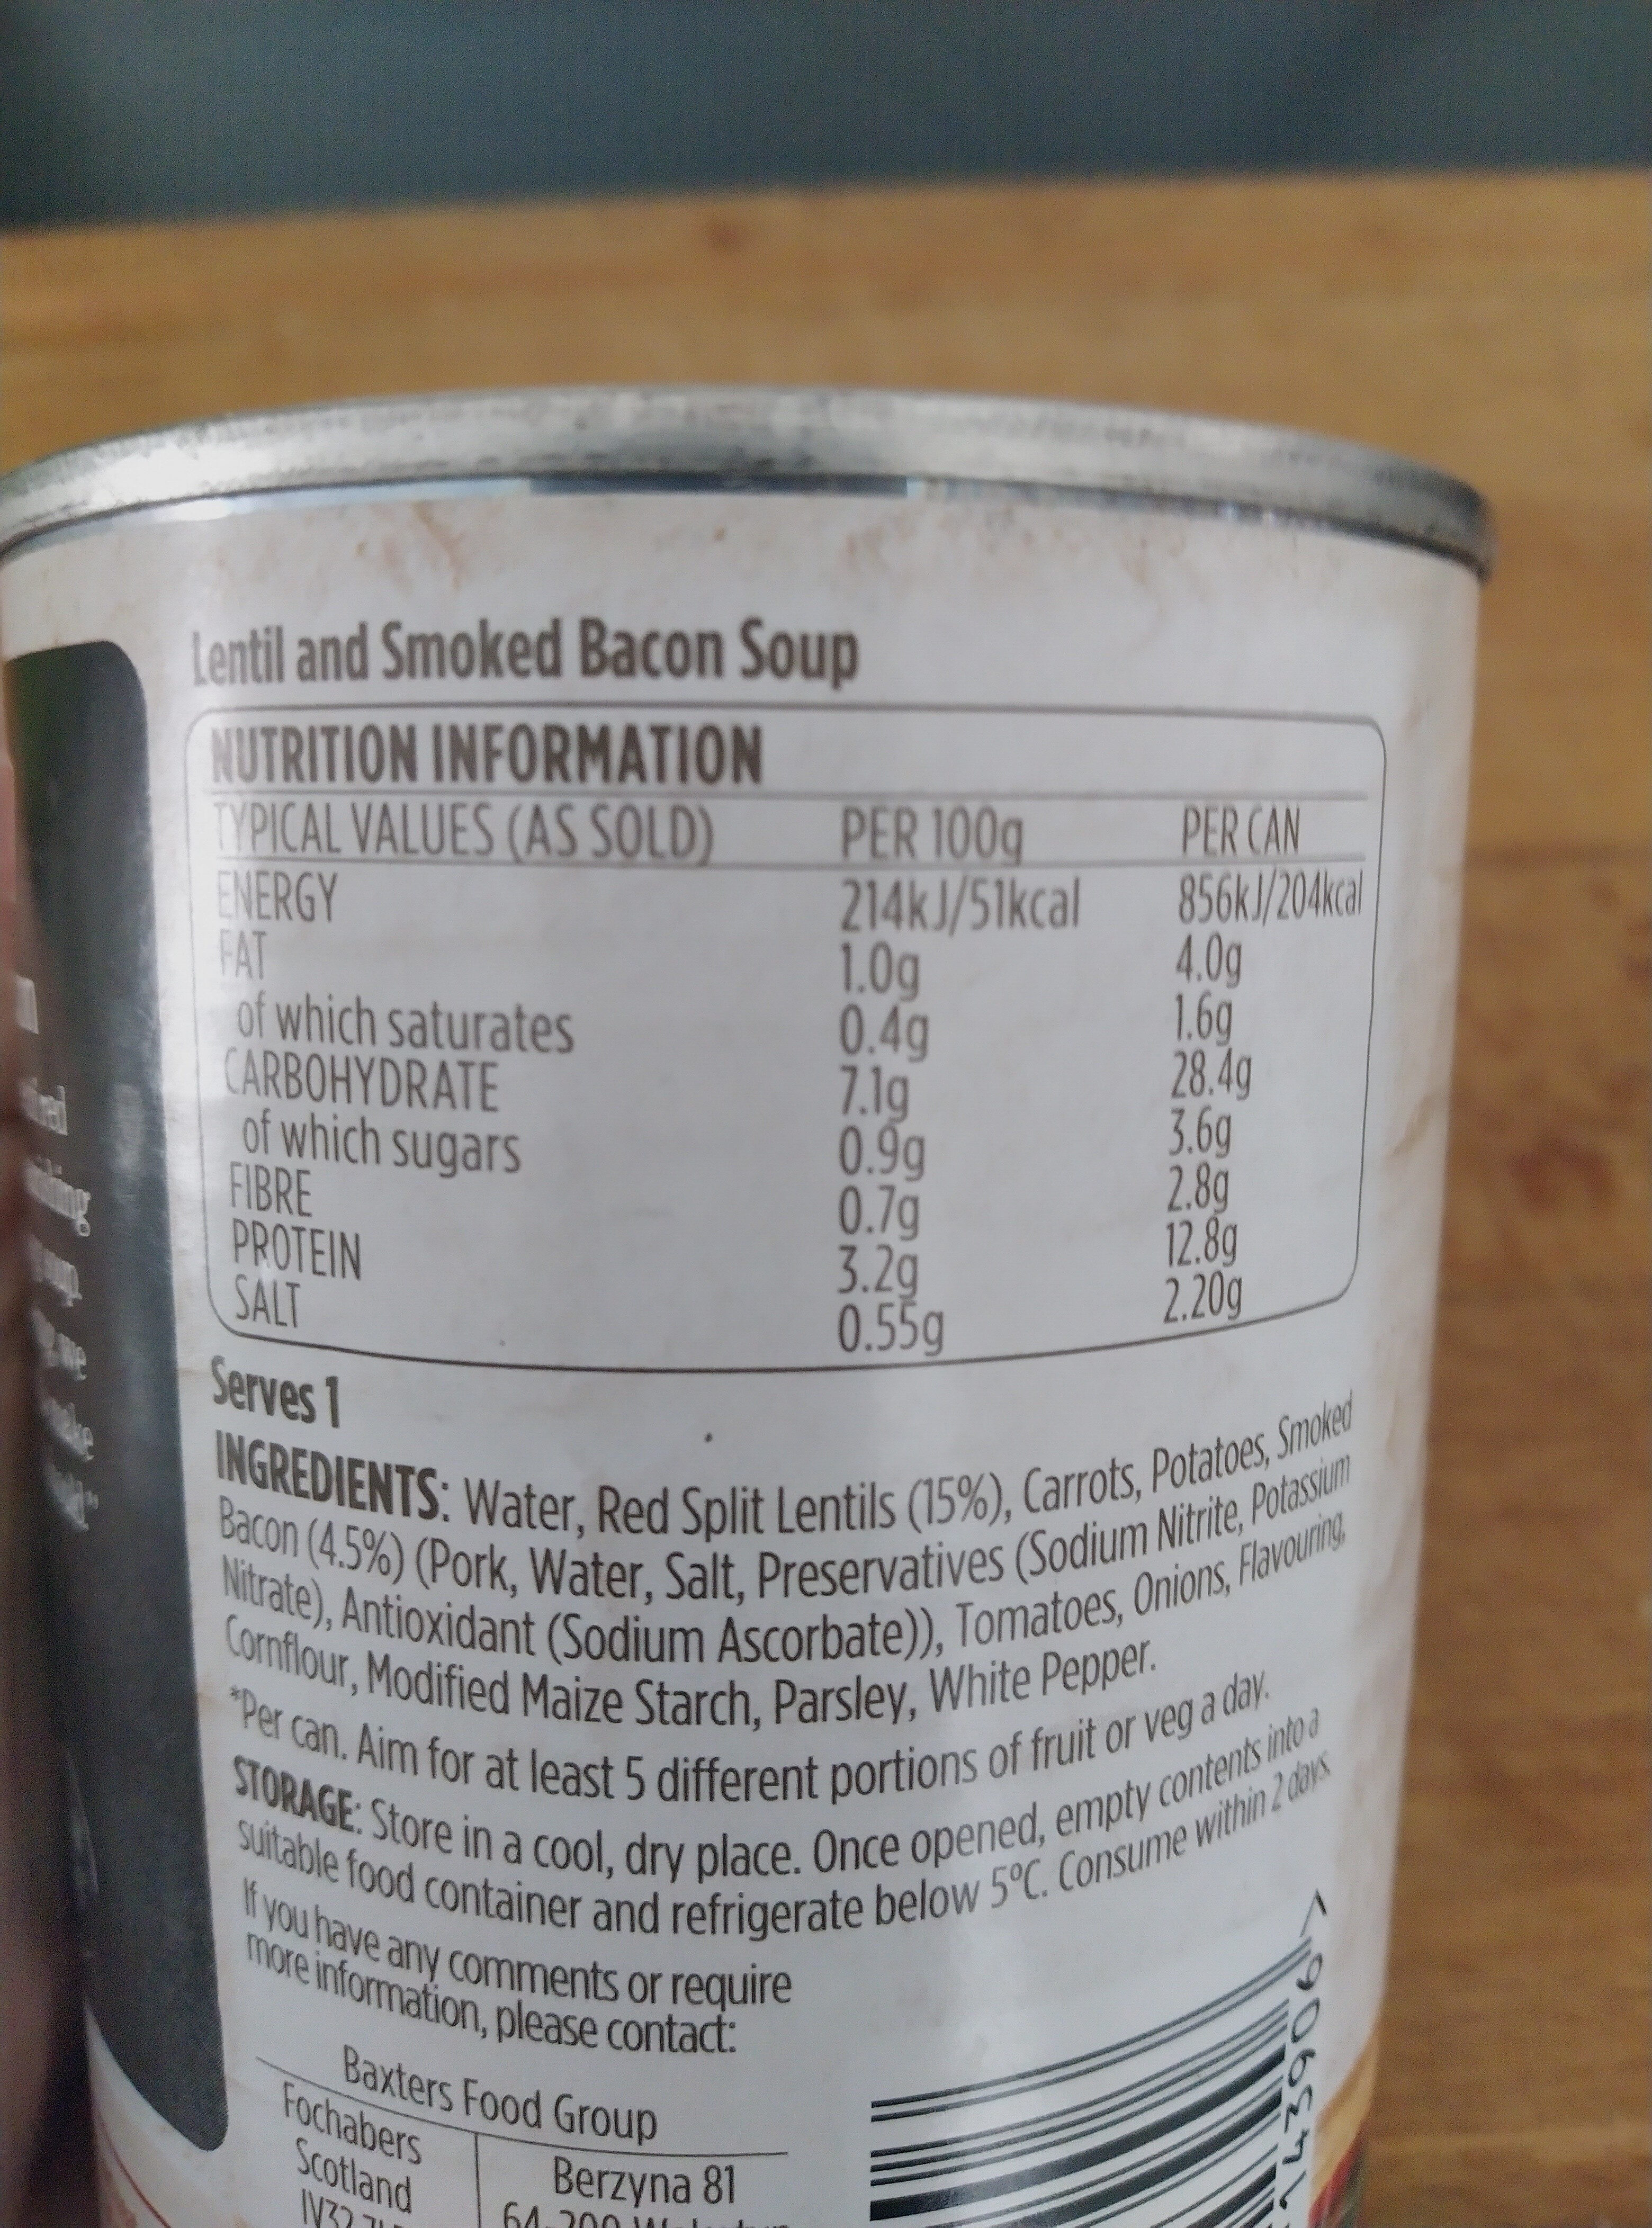 Lentil and Smoked Bacon Soup
NUTRITION INFORMATION
TYPICAL VALUES (AS SOLD) PER 100g PER CAN
ENERGY 214kJ/51kcal 856kJ/204kcal
FAT 1.0g 4.0g
of which saturates 0.4g 1.6g
CARBOHYDRATE 7.1g 28.4g
of which sugars 0.9g 3.6g
FIBRE 0.7g 2.8g
PROTEIN 3.2g 12.8g
SALT 0.55g 2.20g
Serves 1
INGREDIENTS: Water, Red Split Lentils (15%), Carrots, Potatoes, Smoked
Bacon (4.5%) (Pork, Water, Salt, Preservatives (Sodium Nitrite, Potassium
Nitrate), Antioxidant (Sodium Ascorbate)), Tomatoes, Onions, Flavouring,
Cornflour, Modified Maize Starch, Parsley, White Pepper.
*Per can. Aim for at least 5 different portions of fruit or veg a day.
STORAGE: Store in a cool, dry place. Once opened, empty contents into a
suitable food container and refrigerate below 5°C. Consume within 2 days.
If you have any comments or require
more information, please contact:
Baxters Food Group
Fochabers
Scotland
IV32
Berzyna 81
64-200
143906 >
we